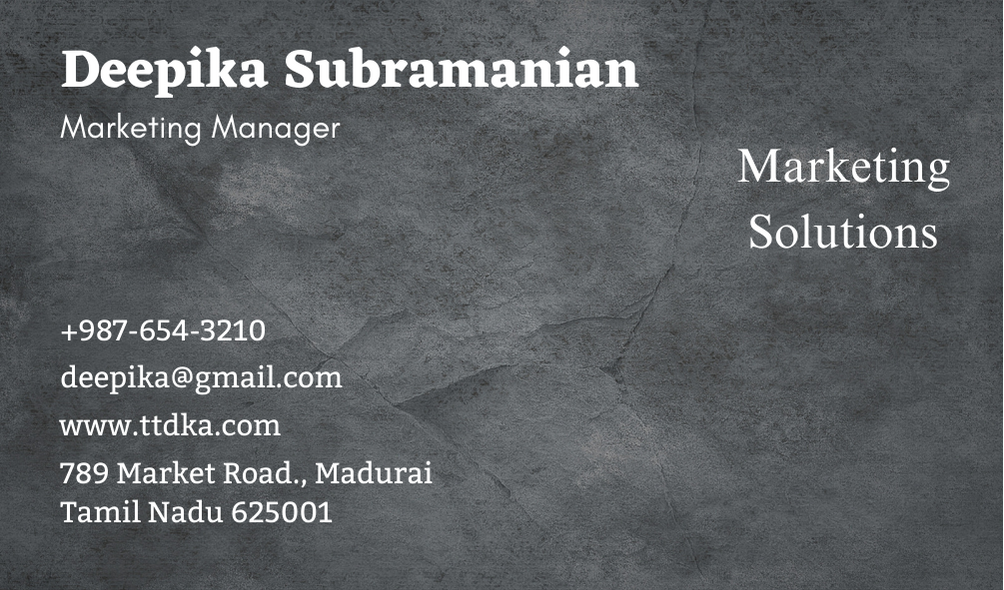 Deepika Subramanian
Marketing Manager
Marketing
Solutions
+987-654-3210
deepika@gmail.com
www.ttdka.com
789 Market Road., Madurai
Tamil Nadu 625001